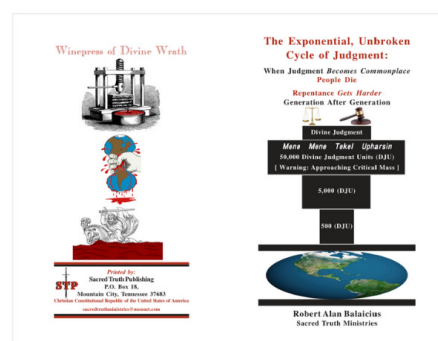 Winepress of Divine Wrath
Printed by:
STP
Sacred Truth Publishing
P.O. Box 18,
Mountain City, Tennessee 37683
Christian Constitutional Republic of the United States of America
sacredtruthministries@mounet.com
The Exponential, Unbroken
Cycle of Judgment:
When Judgment Becomes Commonplace
People Die
Repentance Gets Harder
Generation After Generation
Divine Judgment
Mene Mene Tekel Upharsin
50,000 Divine Judgment Units (DJU)
[ Warning: Approaching Critical Mass ]
5,000 (DJU)
500 (DJU)
Robert Alan Balaicius
Sacred Truth Ministries